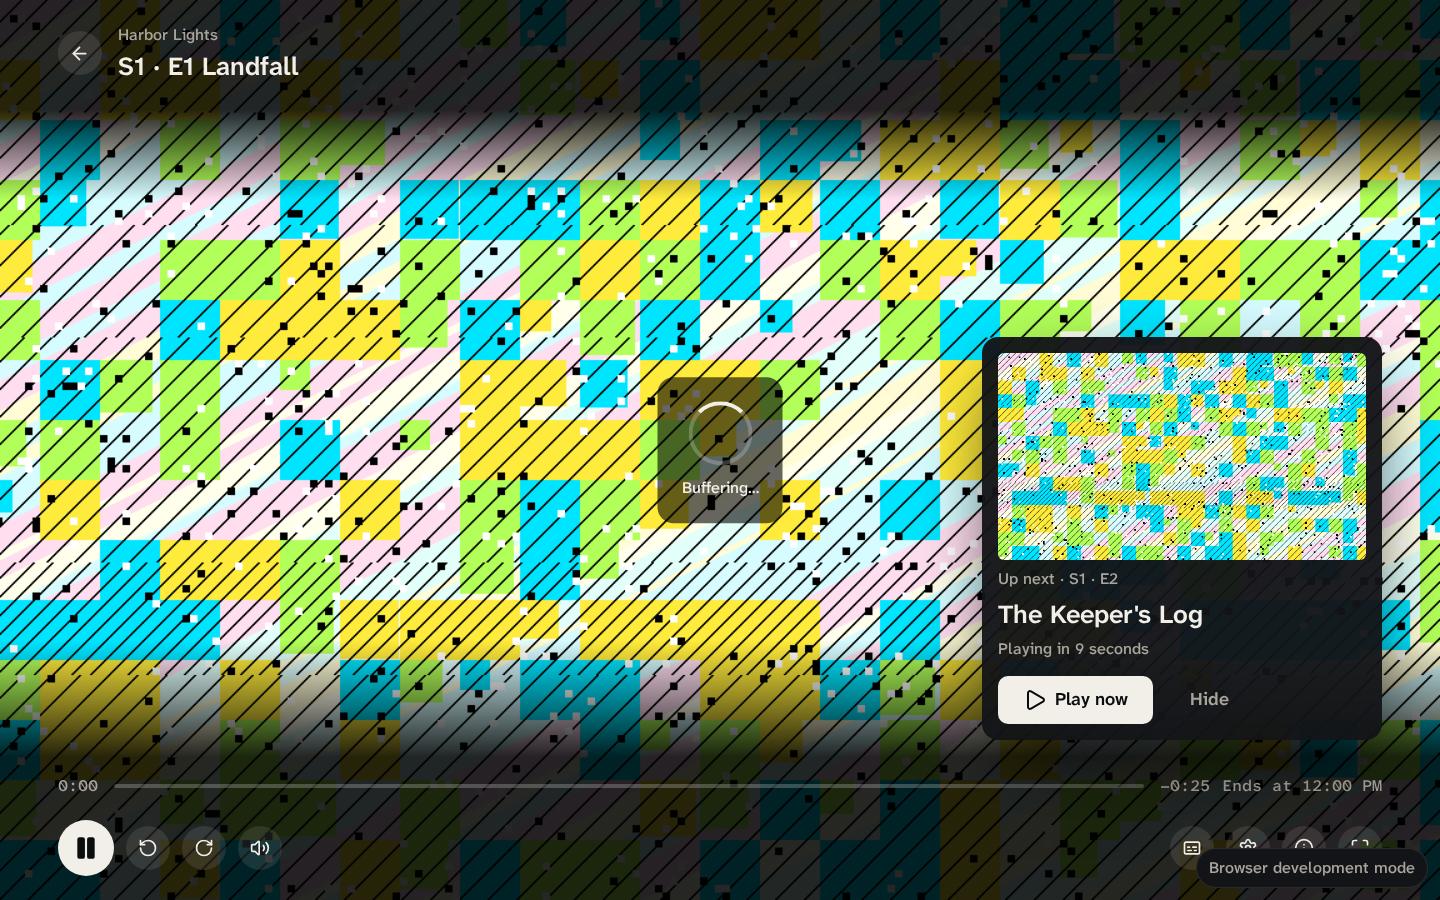 Harbor Lights
S1 · E1 Landfall
Buffering...
Up next · S1 · E2
The Keeper's Log
Playing in 9 seconds
Play now
Hide
0:00
−0:25 Ends at 12:00 PM
Browser development mode